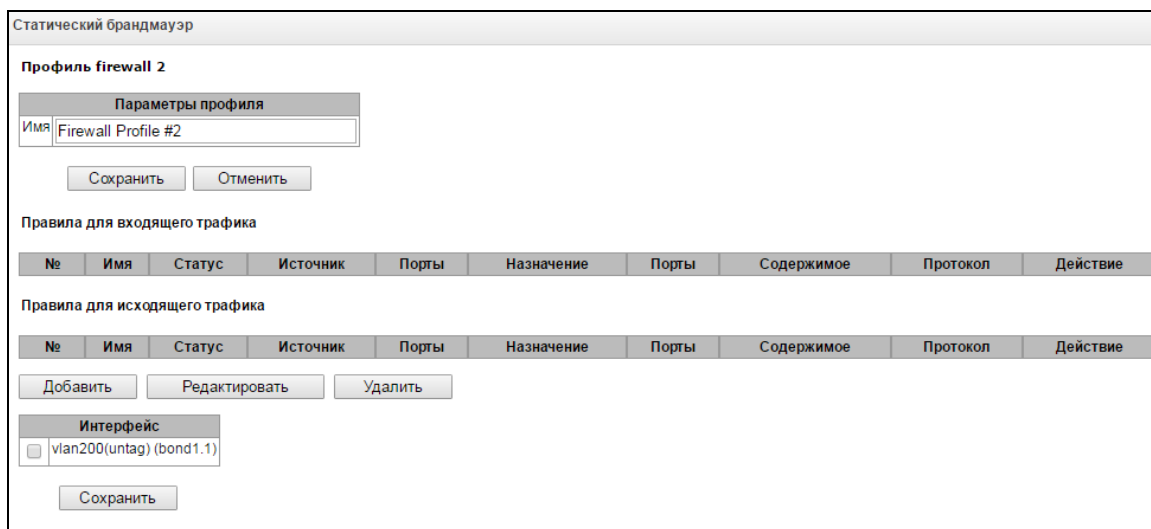 Статический брандмауэр
Профиль firewall 2
Параметры профиля
Имя Firewall Profile #2
Сохранить Отменить
Правила для входящего трафика
№ Имя Статус Источник Порты Назначение Порты Содержимое Протокол Действие
Правила для исходящего трафика
№ Имя Статус Источник Порты Назначение Порты Содержимое Протокол Действие
Добавить Редактировать Удалить
Интерфейс
vlan200(untag) (bond1.1)
Сохранить